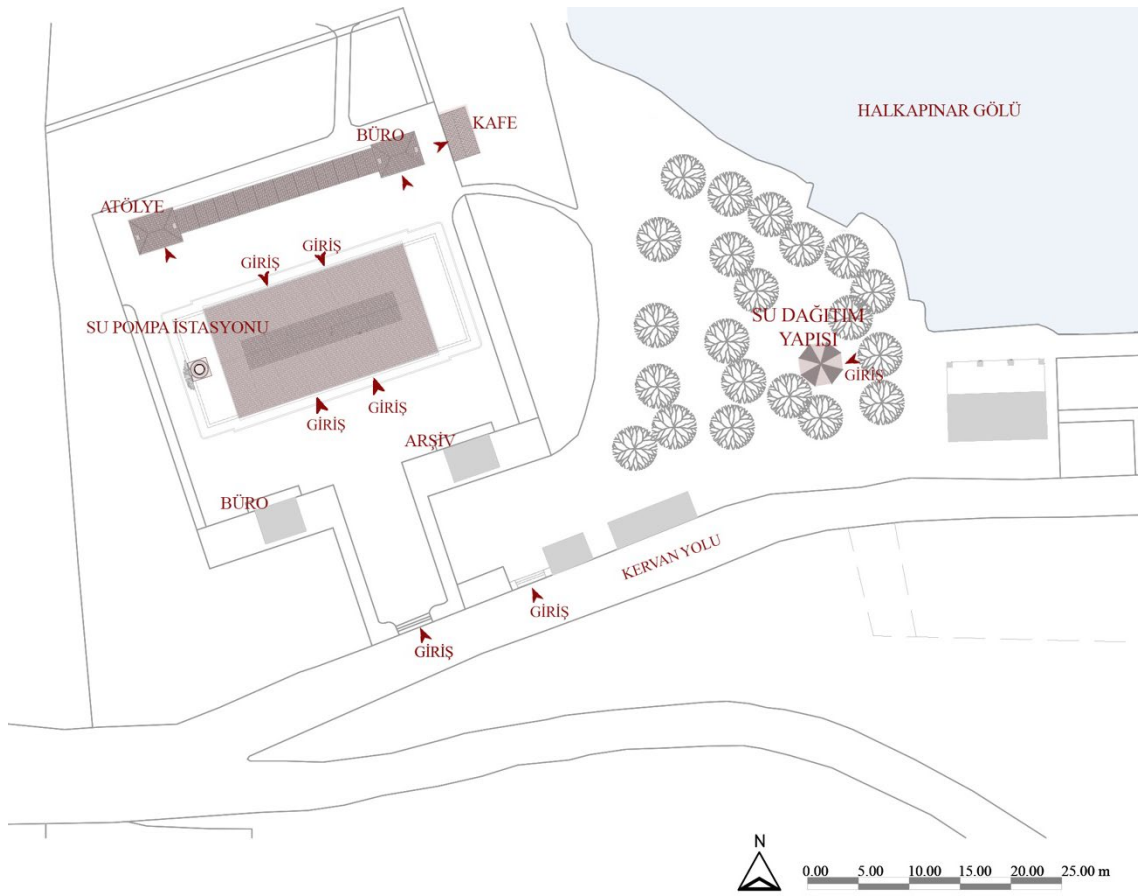 HALKAPINAR GÖLÜ
BÜRO
KAFE
ATÖLYE
GİRİŞ
GİRİŞ
SU POMPA İSTASYONU
SU DAĞITIM
YAPISI
GİRİŞ
GİRİŞ
GİRİŞ
ARŞİV
BÜRO
KERVAN YOLU
GİRİŞ
GİRİŞ
N
0.00 5.00 10.00 15.00 20.00 25.00 m